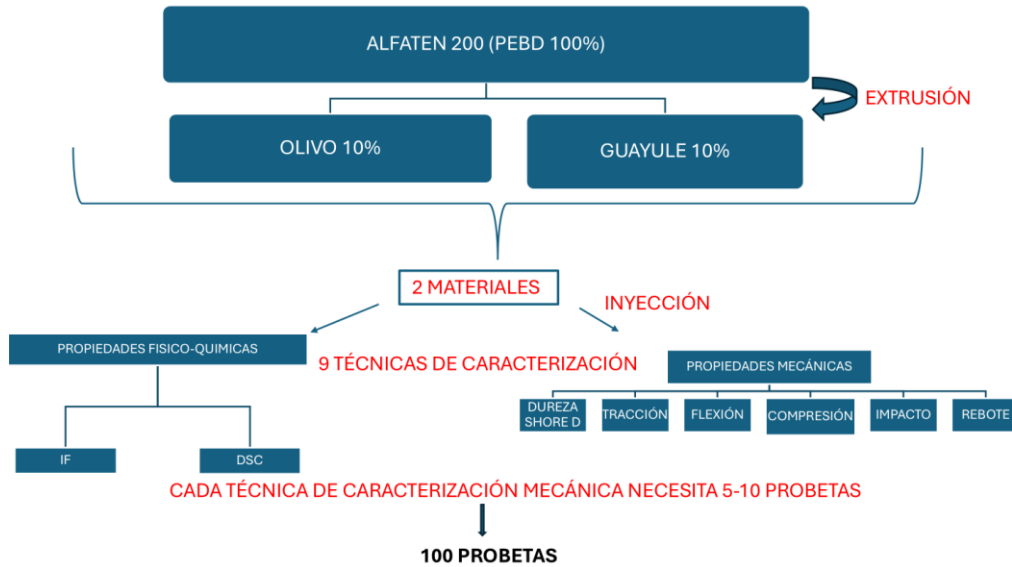 ALFATEN 200 (PEBD 100%)
EXTRUSIÓN
OLIVO 10%
GUAYULE 10%
2 MATERIALES
INYECCIÓN
PROPIEDADES FISICO-QUIMICAS
9 TÉCNICAS DE CARACTERIZACIÓN
PROPIEDADES MECÁNICAS
DUREZA
SHORE D
TRACCIÓN
FLEXIÓN
COMPRESIÓN
IMPACTO
REBOTE
IF
DSC
CADA TÉCNICA DE CARACTERIZACIÓN MECÁNICA NECESITA 5-10 PROBETAS
100 PROBETAS